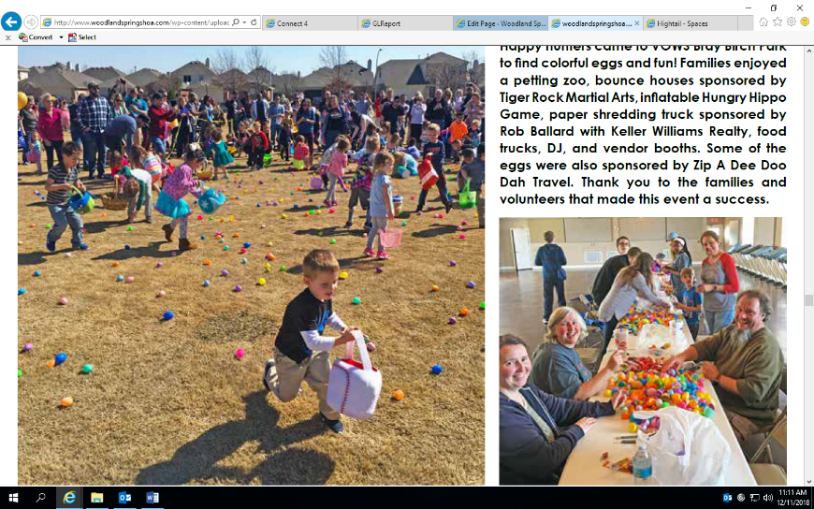 http://www.woodlandspringshoa.com/wp-content/upload
Connect 4
GLReport
Edit Page - Woodland Sp...
woodlandspringshoa....
Hightail - Spaces
Convert
Select
Happy hunters came to VOWS Bray Birch Park
to find colorful eggs and fun! Families enjoyed
a petting zoo, bounce houses sponsored by
Tiger Rock Martial Arts, inflatable Hungry Hippo
Game, paper shredding truck sponsored by
Rob Ballard with Keller Williams Realty, food
trucks, DJ, and vendor booths. Some of the
eggs were also sponsored by Zip A Dee Doo
Dah Travel. Thank you to the families and
volunteers that made this event a success.
11:11 AM
12/11/2018